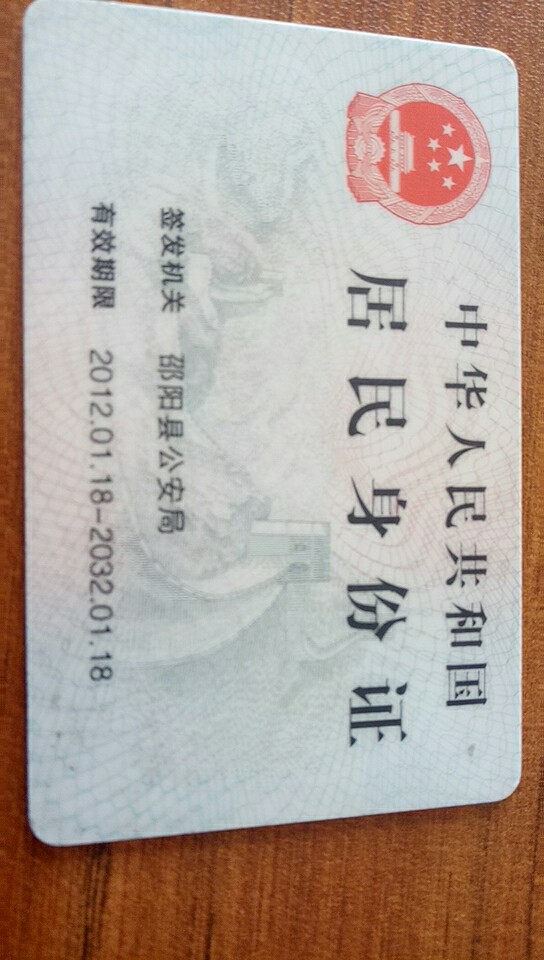 中华人民共和国
居民身份证
签发机关 邵阳县公安局
有效期限 2012.01.18-2032.01.18